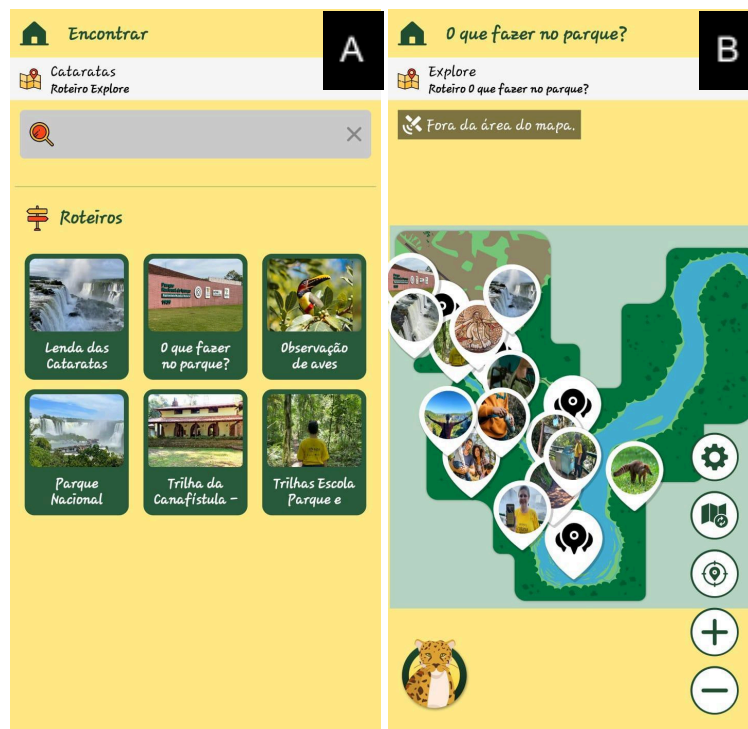 Encontrar
A
Cataratas
Roteiro Explore
Roteiros
Lenda das
Cataratas
O que fazer
no parque?
Observação
de aves
Parque
Nacional
Trilha da
Canafístula –
Trilhas Escola
Parque e
O que fazer no parque?
B
Explore
Roteiro O que fazer no parque?
Fora da área do mapa.